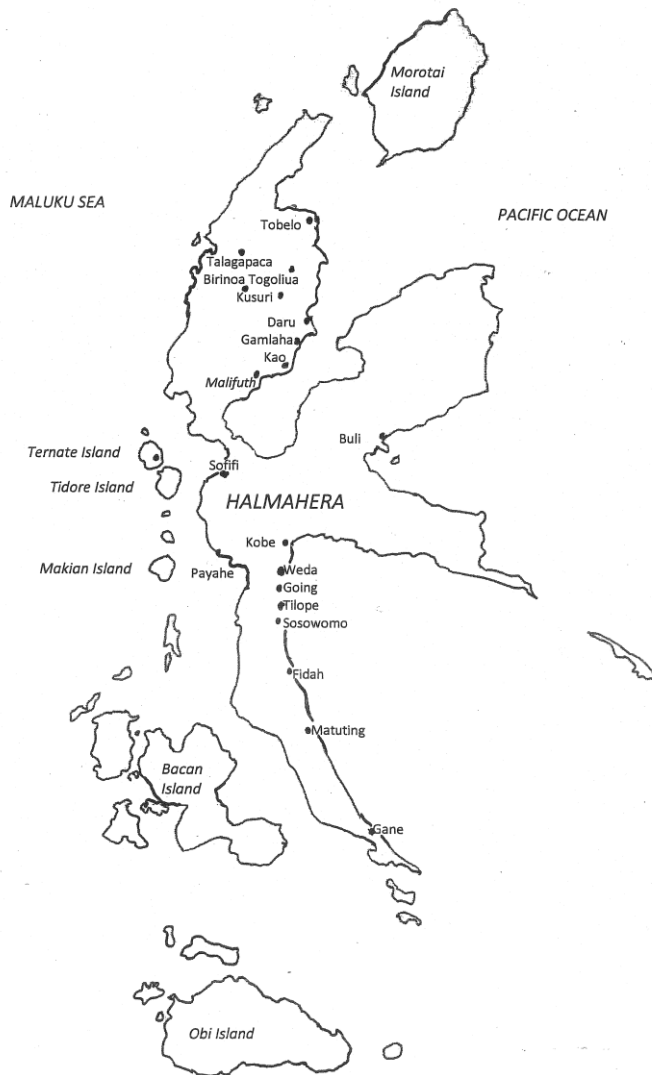 Morotai
Island
MALUKU SEA
PACIFIC OCEAN
Tobelo
Talagapaca
Birinoa Togoliua
Kusuri
Daru
Gamlaha
Kao
Malifuth
Buli
Ternate Island
Sofifi
Tidore Island
HALMAHERA
Kobe
Makian Island
Payahe
Weda
Going
Tilope
Sosowomo
Fidah
Matuting
Bacan
Island
Gane
Obi Island